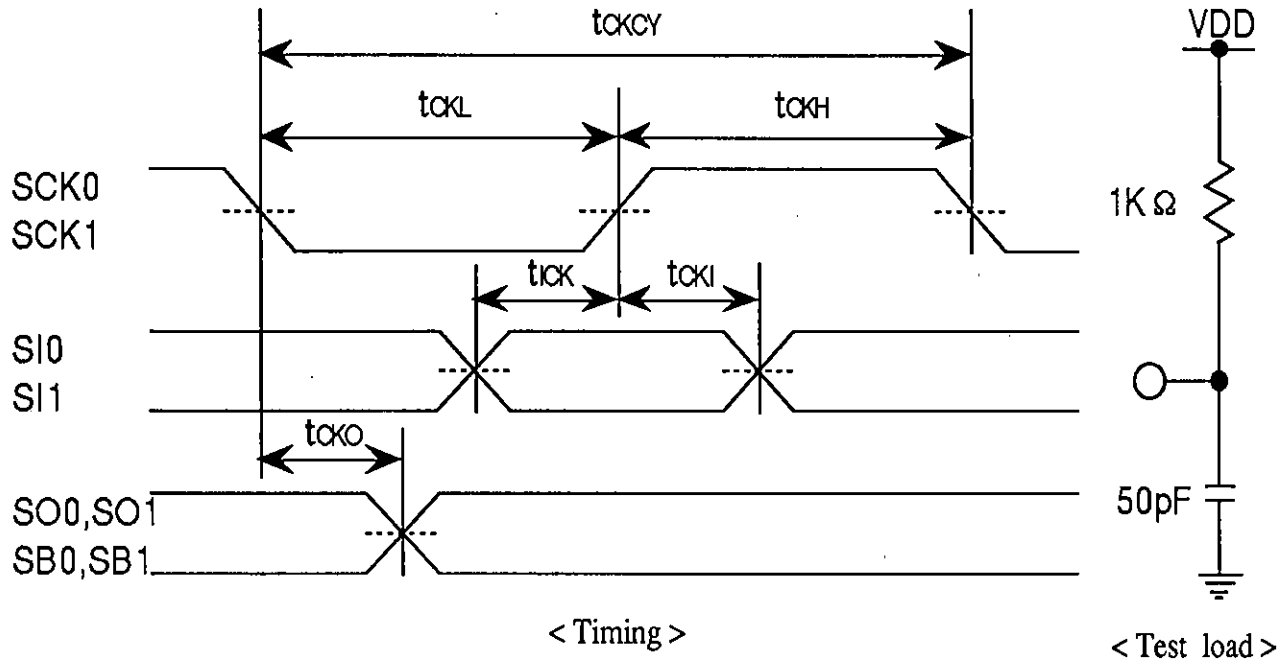 tCKCY
VDD
tCKL
tCKH
SCK0
SCK1
1KΩ
tICK
tCKI
SI0
SI1
tCKO
SO0,SO1
SB0,SB1
50pF
< Timing >
< Test load >